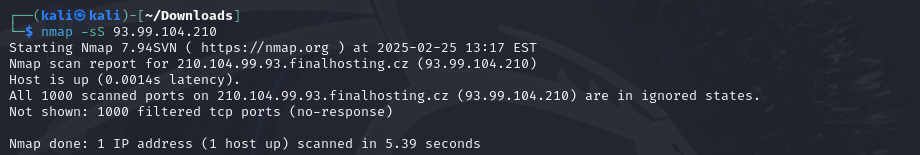 ┌──(kali㉿kali)-[~/Downloads]
└─$ nmap -sS 93.99.104.210
Starting Nmap 7.94SVN ( https://nmap.org ) at 2025-02-25 13:17 EST
Nmap scan report for 210.104.99.93.finalhosting.cz (93.99.104.210)
Host is up (0.0014s latency).
All 1000 scanned ports on 210.104.99.93.finalhosting.cz (93.99.104.210) are in ignored states.
Not shown: 1000 filtered tcp ports (no-response)
Nmap done: 1 IP address (1 host up) scanned in 5.39 seconds